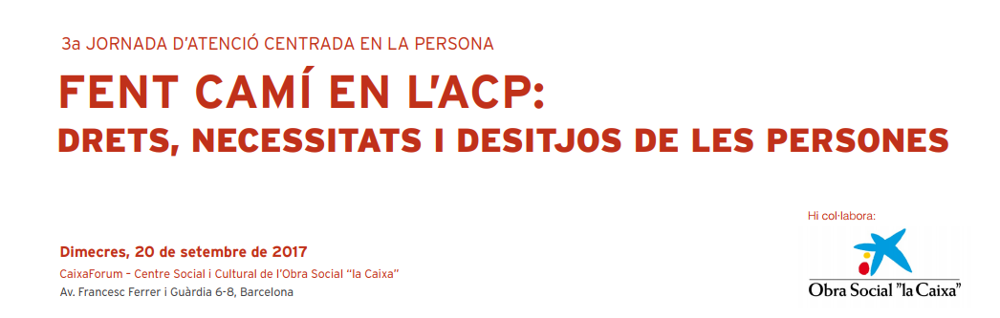 3a JORNADA D'ATENCIÓ CENTRADA EN LA PERSONA
FENT CAMÍ EN L'ACP:
DRETS, NECESSITATS I DESITJOS DE LES PERSONES
Hi col·labora:
Dimecres, 20 de setembre de 2017
CaixaForum – Centre Social i Cultural de l'Obra Social “la Caixa”
Av. Francesc Ferrer i Guàrdia 6-8, Barcelona
Obra Social "la Caixa"